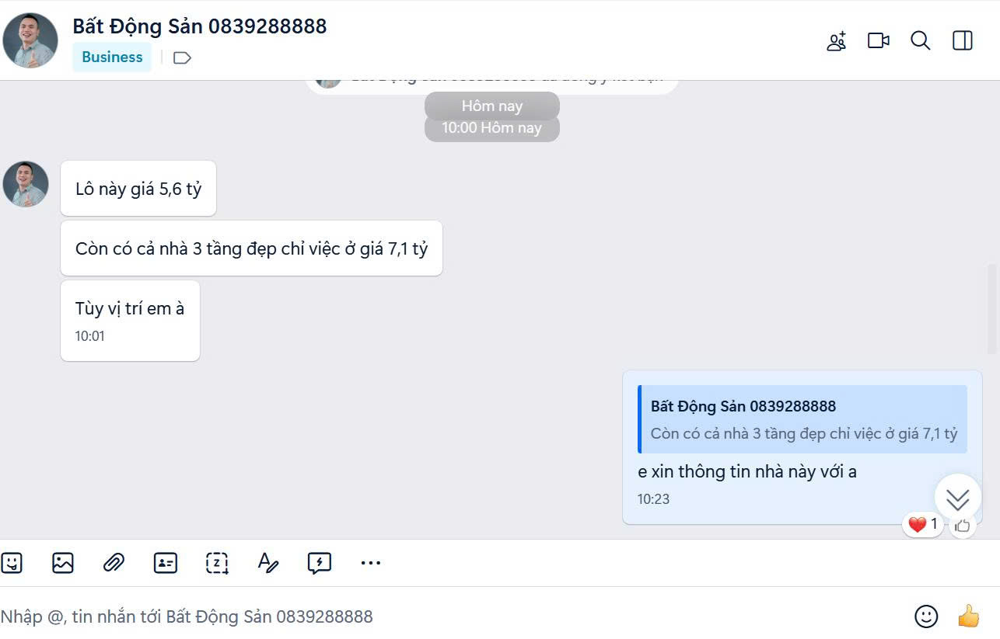 Bất Động Sản 0839288888
Business
Hôm nay
10:00 Hôm nay
Lô này giá 5,6 tỷ
Còn có cả nhà 3 tầng đẹp chỉ việc ở giá 7,1 tỷ
Tùy vị trí em à
10:01
Bất Động Sản 0839288888
Còn có cả nhà 3 tầng đẹp chỉ việc ở giá 7,1 tỷ
e xin thông tin nhà này với a
10:23
1
Z
Nhập @, tin nhắn tới Bất Động Sản 0839288888